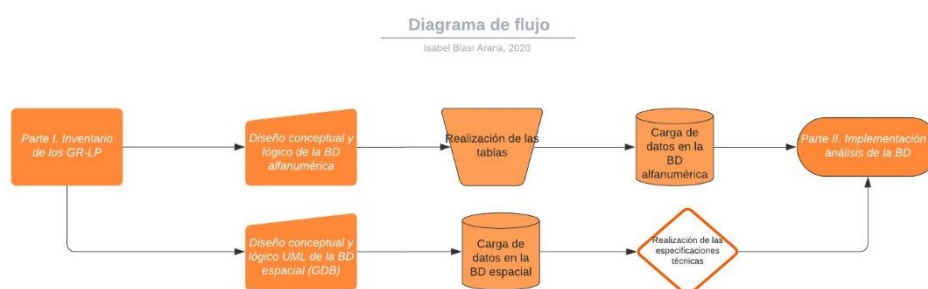 Diagrama de flujo
Isabel Blasi Arana, 2020
Parte I. Inventario
de los GR-LP
Diseño conceptual y
lógico de la BD
alfanumérica
Realización de las
tablas
Carga de
datos en la
BD
alfanumérica
Parte II. Implementación
análisis de la BD
Diseño conceptual y
lógico UML de la BD
espacial (GDB)
Carga de
datos en la
BD espacial
Realización de las
especificaciones
técnicas